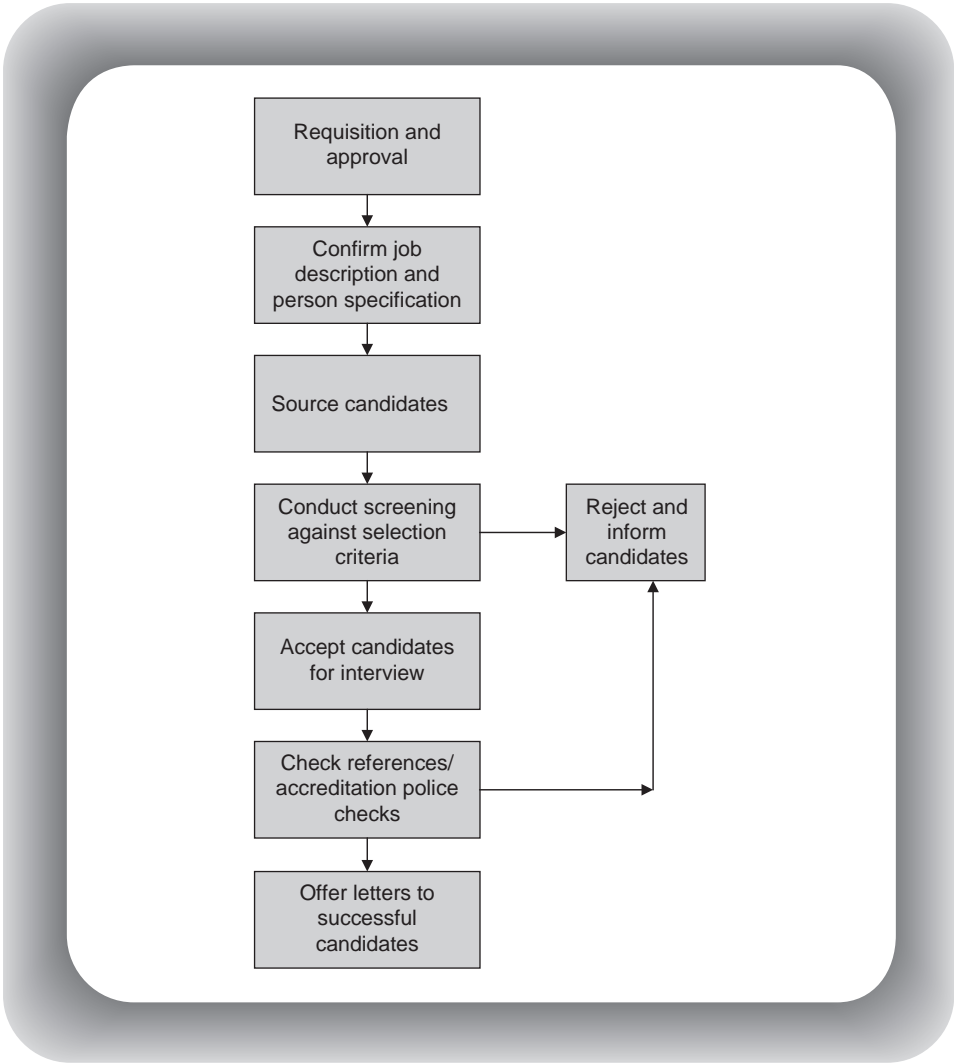 Requisition and
approval
Confirm job
description and
person specification
Source candidates
Conduct screening
against selection
criteria
Reject and
inform
candidates
Accept candidates
for interview
Check references/
accreditation police
checks
Offer letters to
successful
candidates